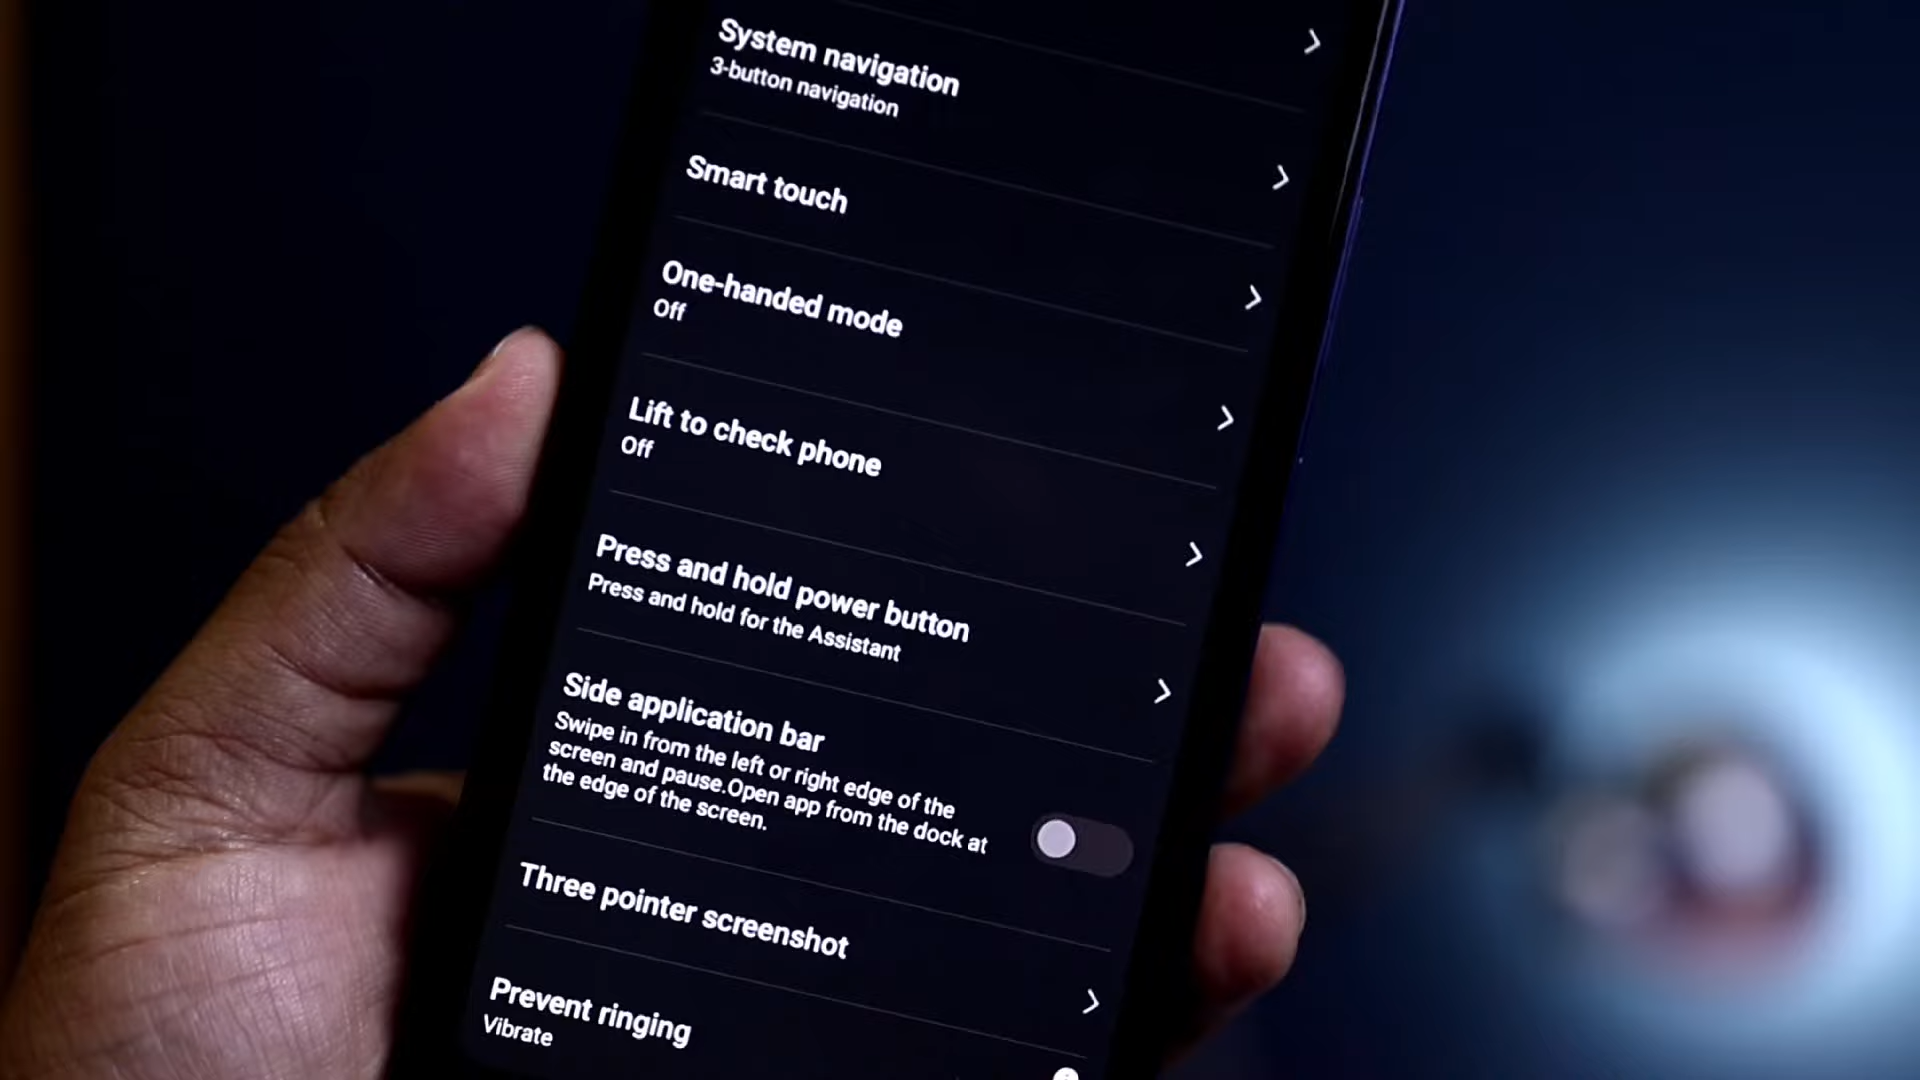 System navigation
3-button navigation
Smart touch
One-handed mode
Off
Lift to check phone
Off
Press and hold power button
Press and hold for the Assistant
Side application bar
Swipe in from the left or right edge of the
screen and pause.Open app from the dock at
the edge of the screen.
Three pointer screenshot
Prevent ringing
Vibrate